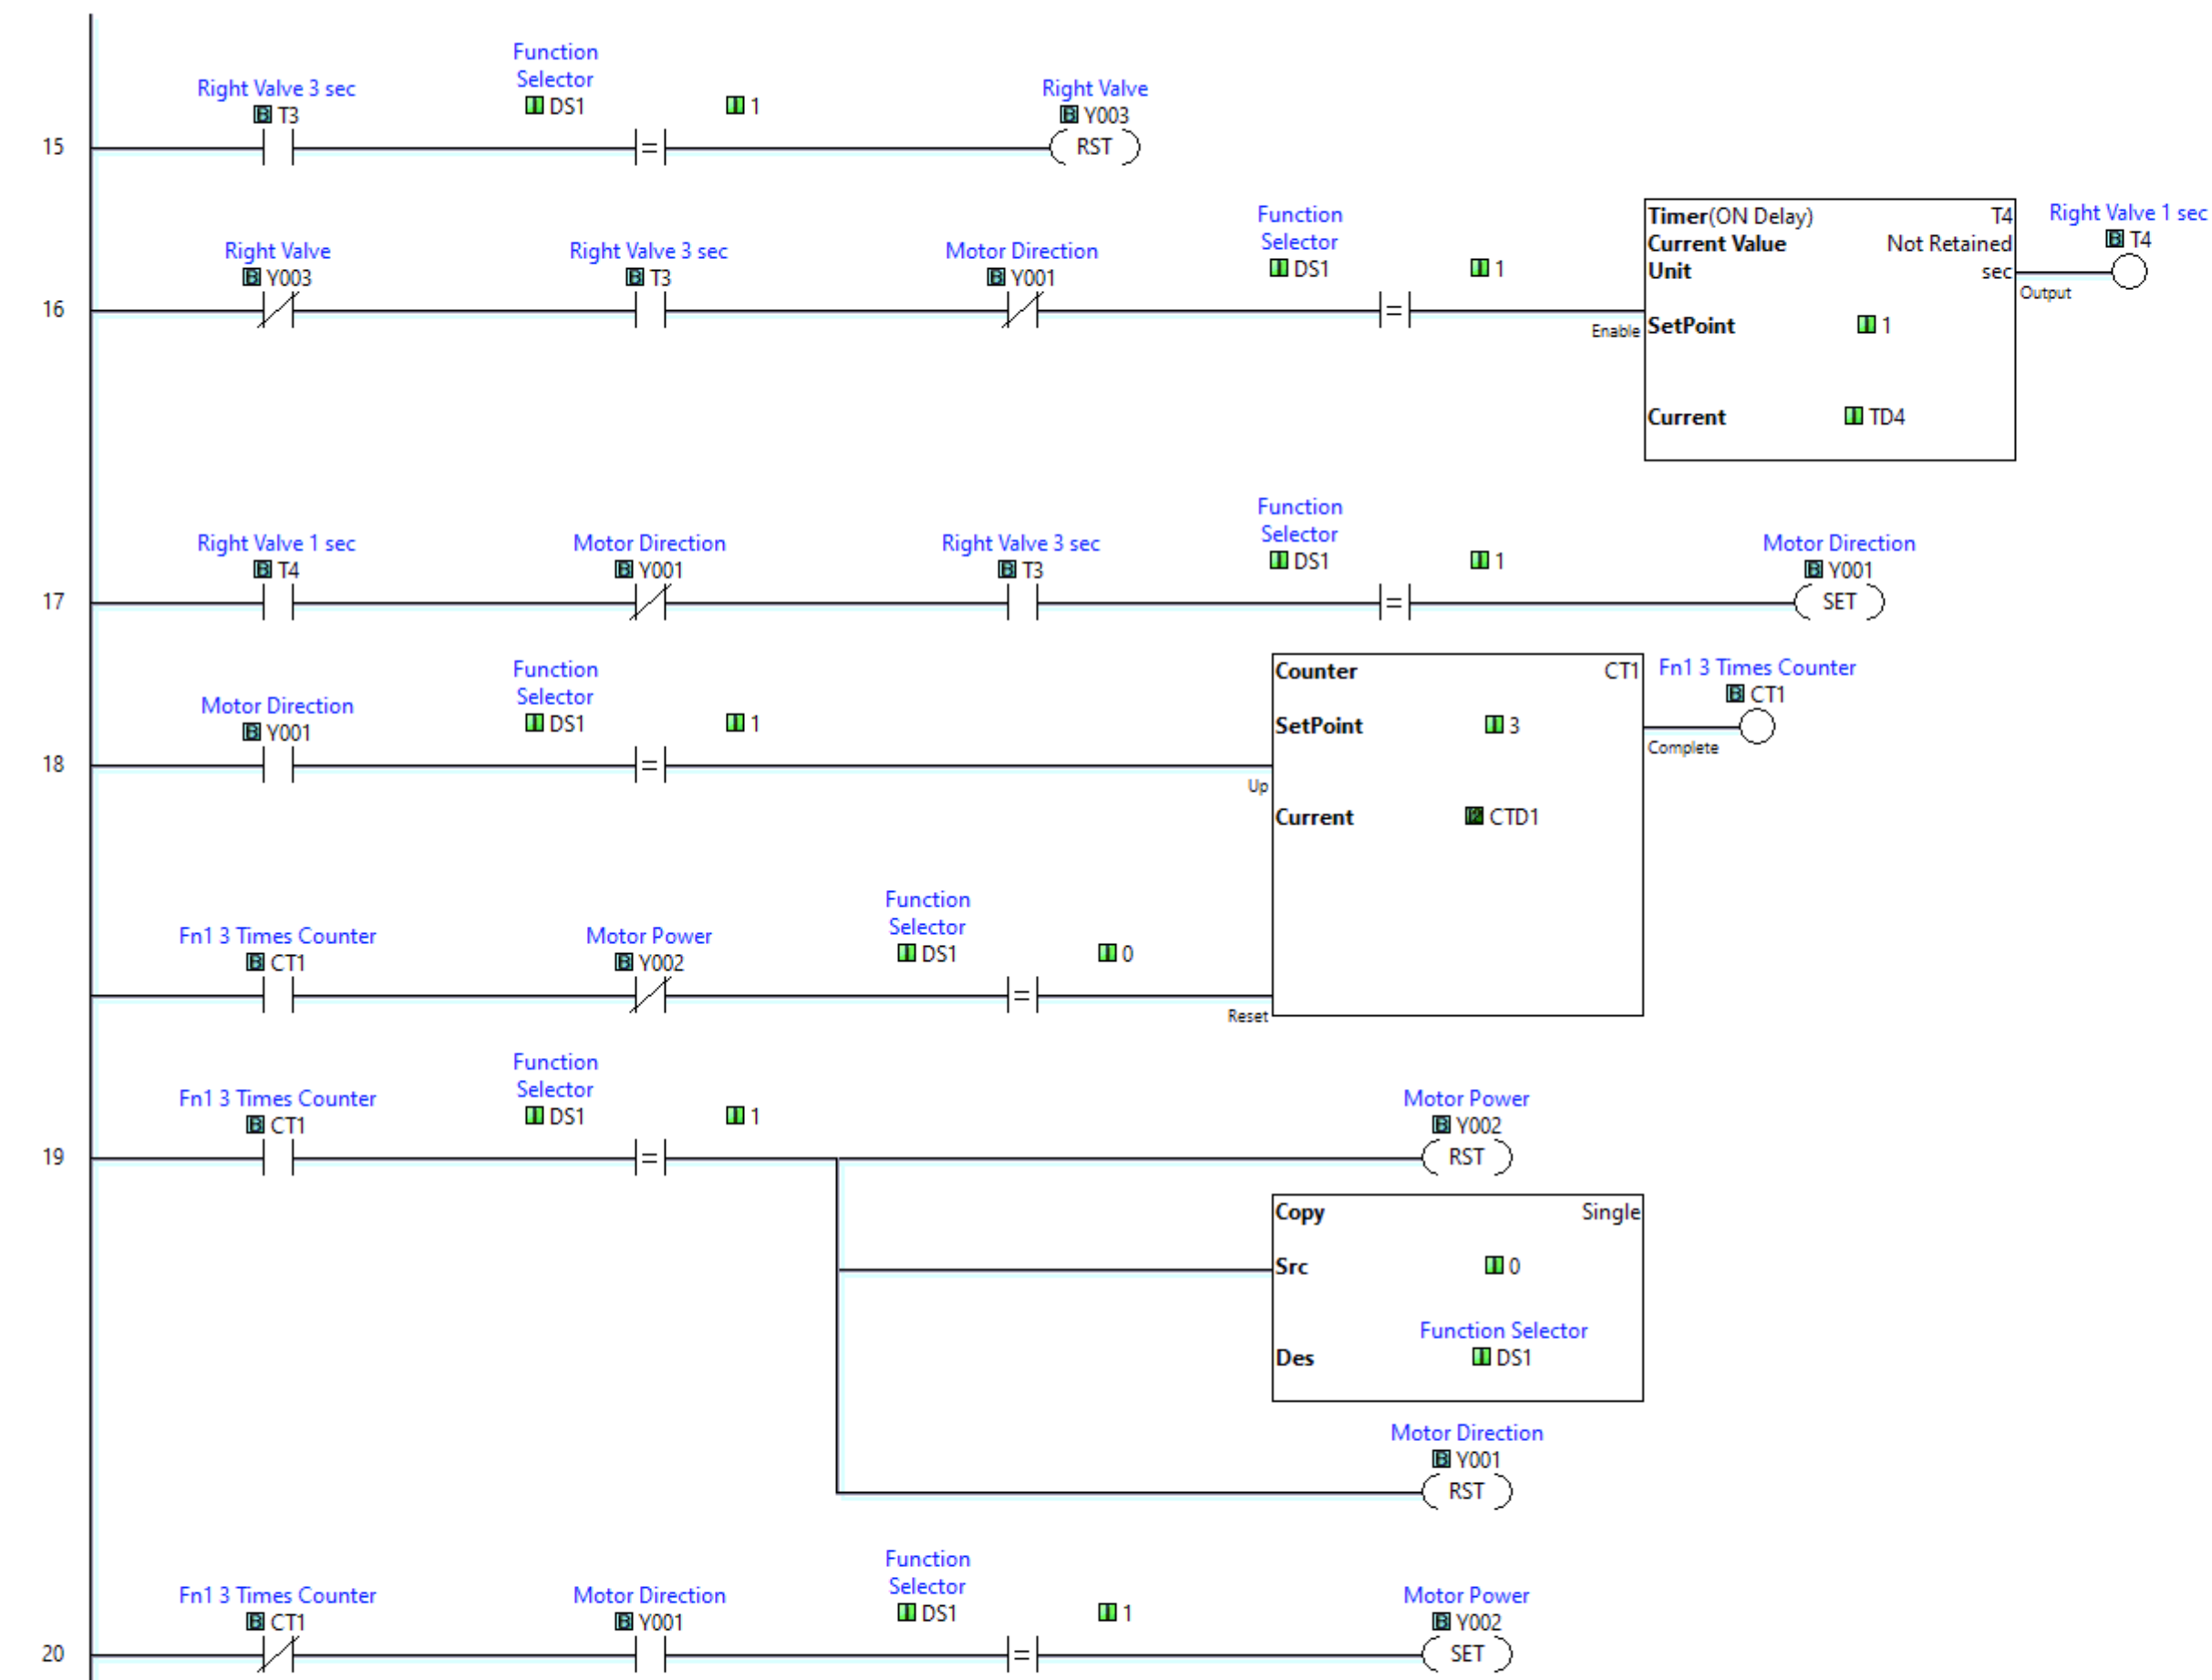 15
Right Valve 3 sec
T3
Function
Selector
DS1
1
=
Right Valve
Y003
RST
16
Right Valve
Y003
Right Valve 3 sec
T3
Motor Direction
Y001
Function
Selector
DS1
1
=
Enable
Timer(ON Delay) T4
Current Value Not Retained
Unit sec
SetPoint 1
Current TD4
Output
Right Valve 1 sec
T4
17
Right Valve 1 sec
T4
Motor Direction
Y001
Right Valve 3 sec
T3
Function
Selector
DS1
1
=
Motor Direction
Y001
SET
18
Motor Direction
Y001
Function
Selector
DS1
1
=
Up
Counter CT1
SetPoint 3
Current CTD1
Complete
Fn1 3 Times Counter
CT1
Fn1 3 Times Counter
CT1
Motor Power
Y002
Function
Selector
DS1
0
=
Reset
19
Fn1 3 Times Counter
CT1
Function
Selector
DS1
1
=
Motor Power
Y002
RST
Copy Single
Src 0
Function Selector
Des DS1
Motor Direction
Y001
RST
20
Fn1 3 Times Counter
CT1
Motor Direction
Y001
Function
Selector
DS1
1
=
Motor Power
Y002
SET